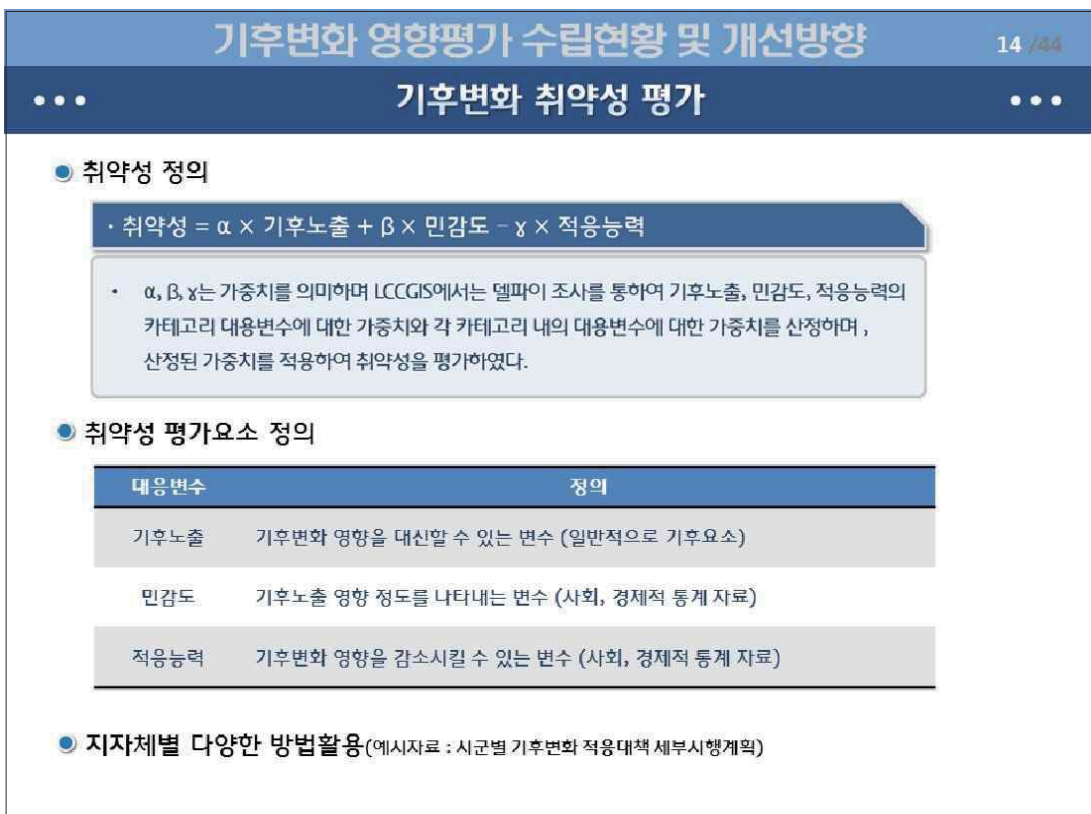 기후변화 영향평가 수립현황 및 개선방향
14 /44
기후변화 취약성 평가
취약성 정의
· 취약성 = α × 기후노출 + β × 민감도 - ɣ × 적응능력
• α, β, ɣ는 가중치를 의미하며 LCCGIS에서는 델파이 조사를 통하여 기후노출, 민감도, 적응능력의
카테고리 대용변수에 대한 가중치와 각 카테고리 내의 대용변수에 대한 가중치를 산정하며 ,
산정된 가중치를 적용하여 취약성을 평가하였다.
취약성 평가요소 정의
대응변수 정의
기후노출 기후변화 영향을 대신할 수 있는 변수 (일반적으로 기후요소)
민감도 기후노출 영향 정도를 나타내는 변수 (사회, 경제적 통계 자료)
적응능력 기후변화 영향을 감소시킬 수 있는 변수 (사회, 경제적 통계 자료)
지자체별 다양한 방법활용(예시자료 : 시군별 기후변화 적응대책 세부시행계획)